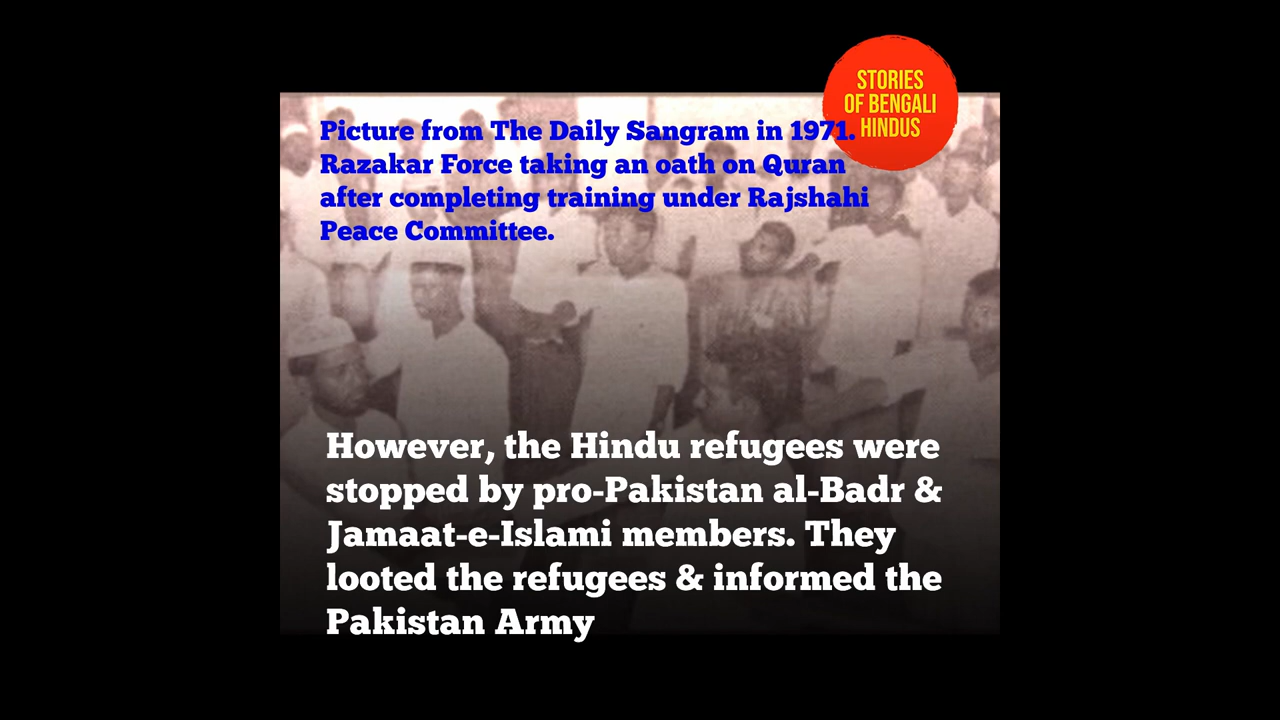 STORIES
OF BENGALI
HINDUS
Picture from The Daily Sangram in 1971.
Razakar Force taking an oath on Quran
after completing training under Rajshahi
Peace Committee.
However, the Hindu refugees were
stopped by pro-Pakistan al-Badr &
Jamaat-e-Islami members. They
looted the refugees & informed the
Pakistan Army